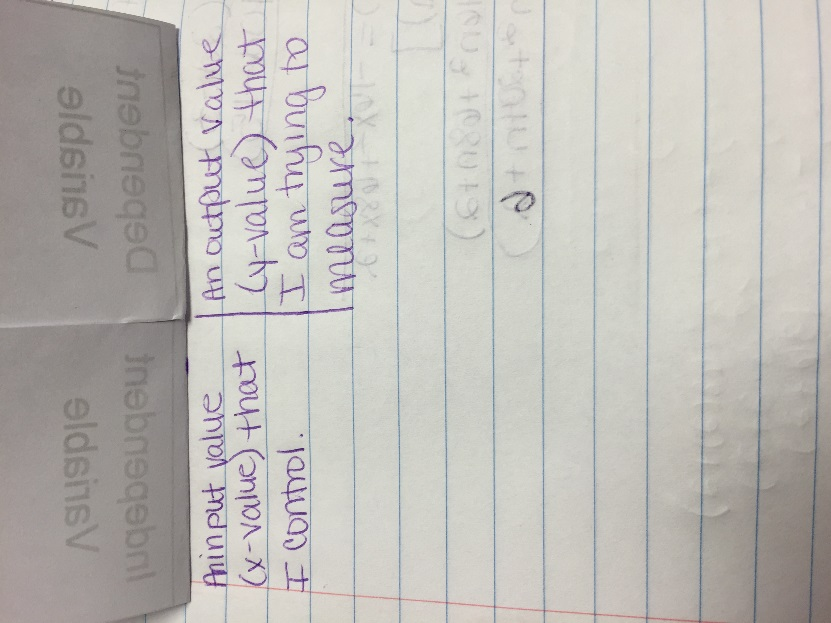 Independent
Variable
An input value
(x-value) that
I control.
Dependent
Variable
An output value
(y-value) that
I am trying to
measure.